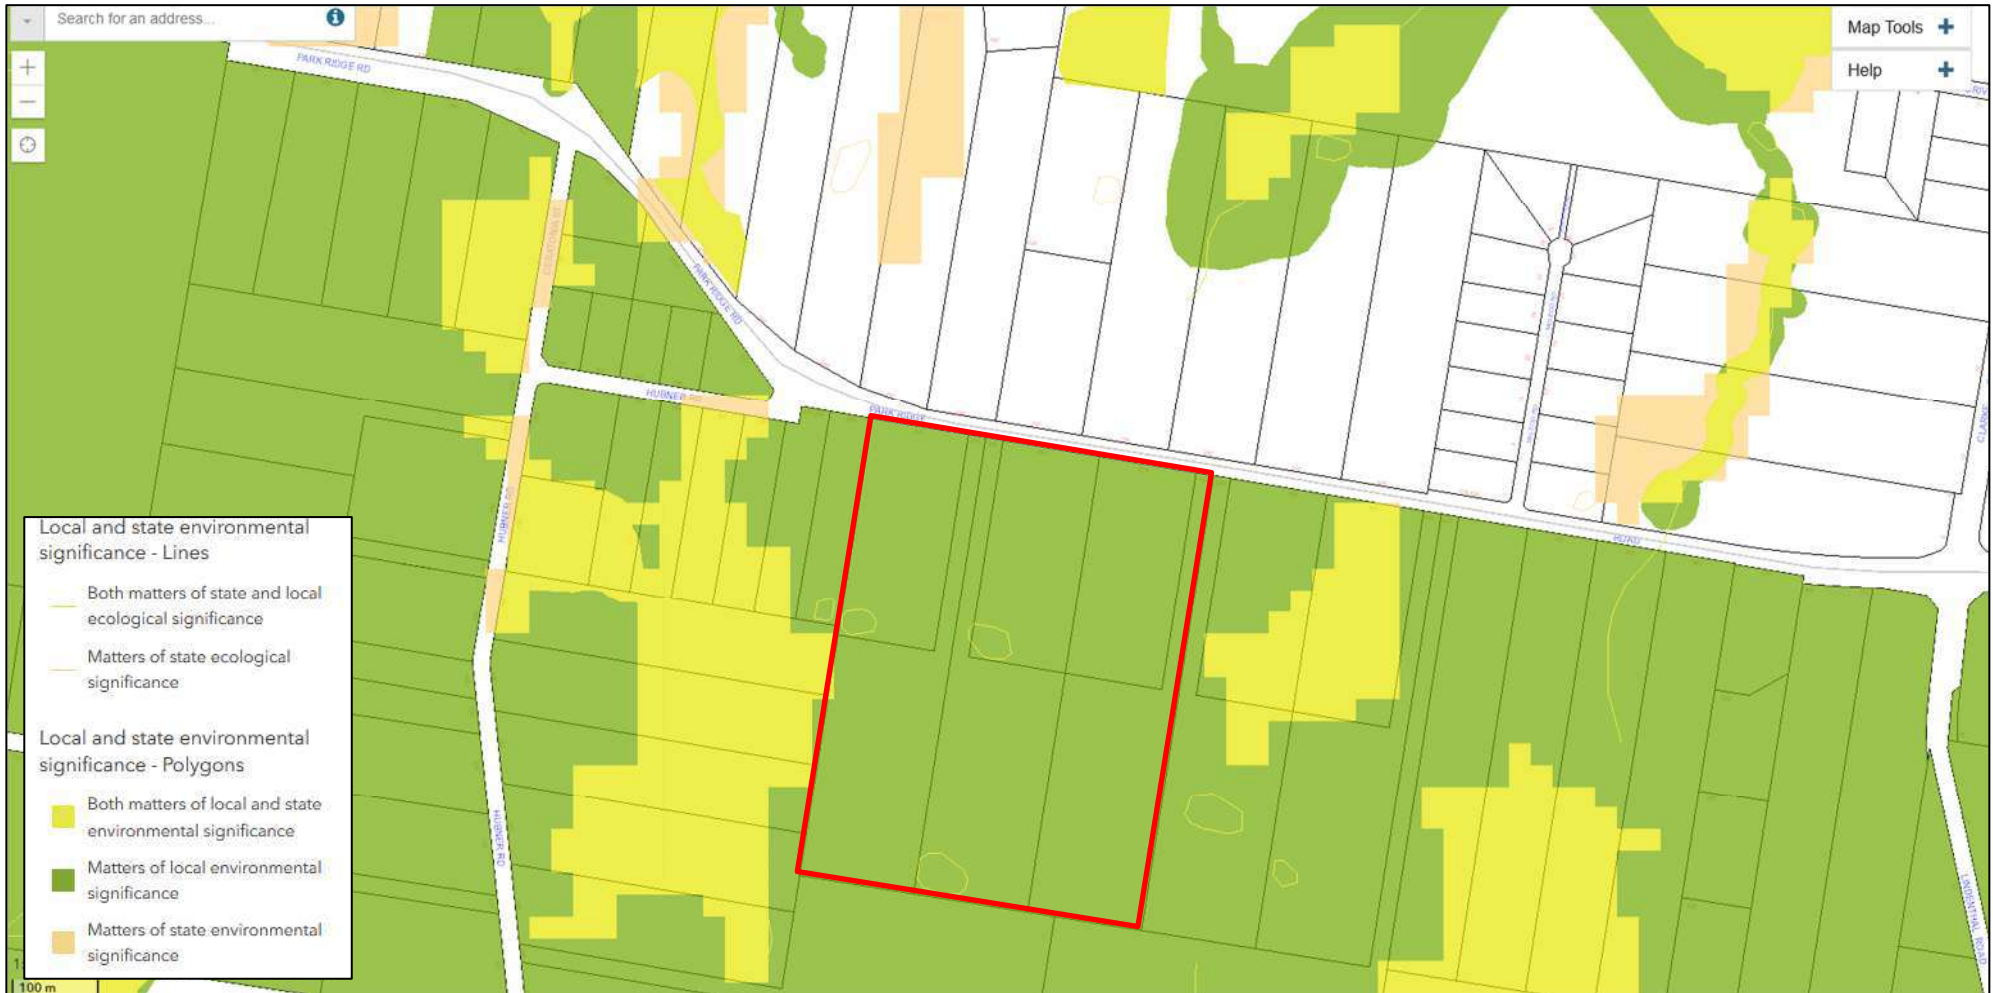 Search for an address...
Map Tools
Help
PARK RIDGE RD
PARK RIDGE RD
HUBNER RD
PARK RIDGE
ROAD
CLARKE
HUBNER RD
HUBNER RD
LINDENTHAL ROAD
Local and state environmental
significance - Lines
Both matters of state and local
ecological significance
Matters of state ecological
significance
Local and state environmental
significance - Polygons
Both matters of local and state
environmental significance
Matters of local environmental
significance
Matters of state environmental
significance
100 m